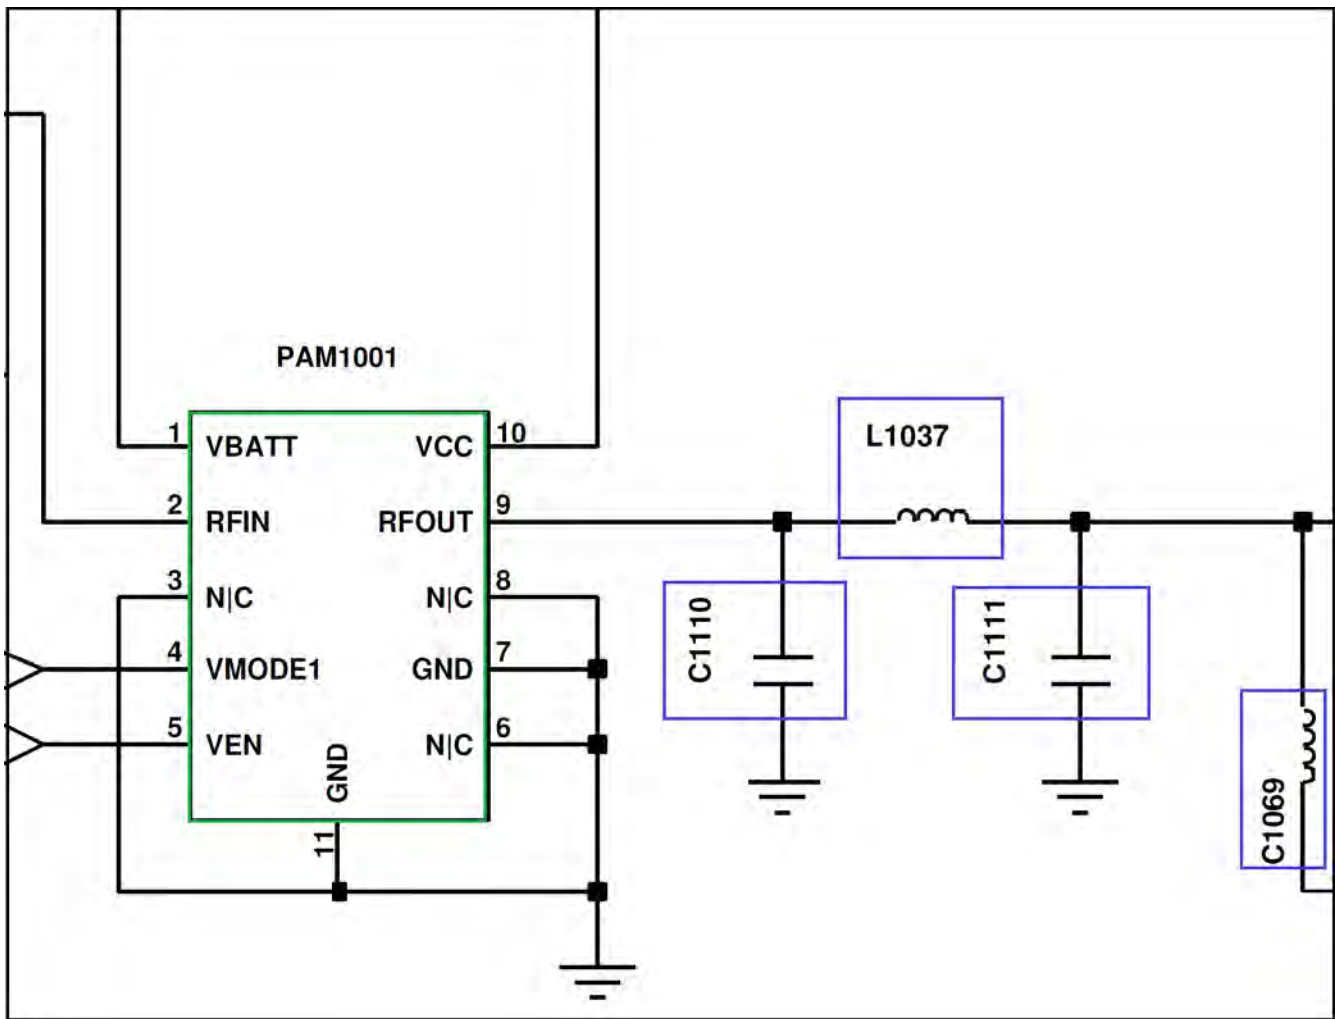 PAM1001
1 VBATT VCC 10
L1037
2 RFIN RFOUT 9
3 N|C N|C 8
C1110
C1111
4 VMODE1 GND 7
5 VEN N|C 6
GND
11
C1069